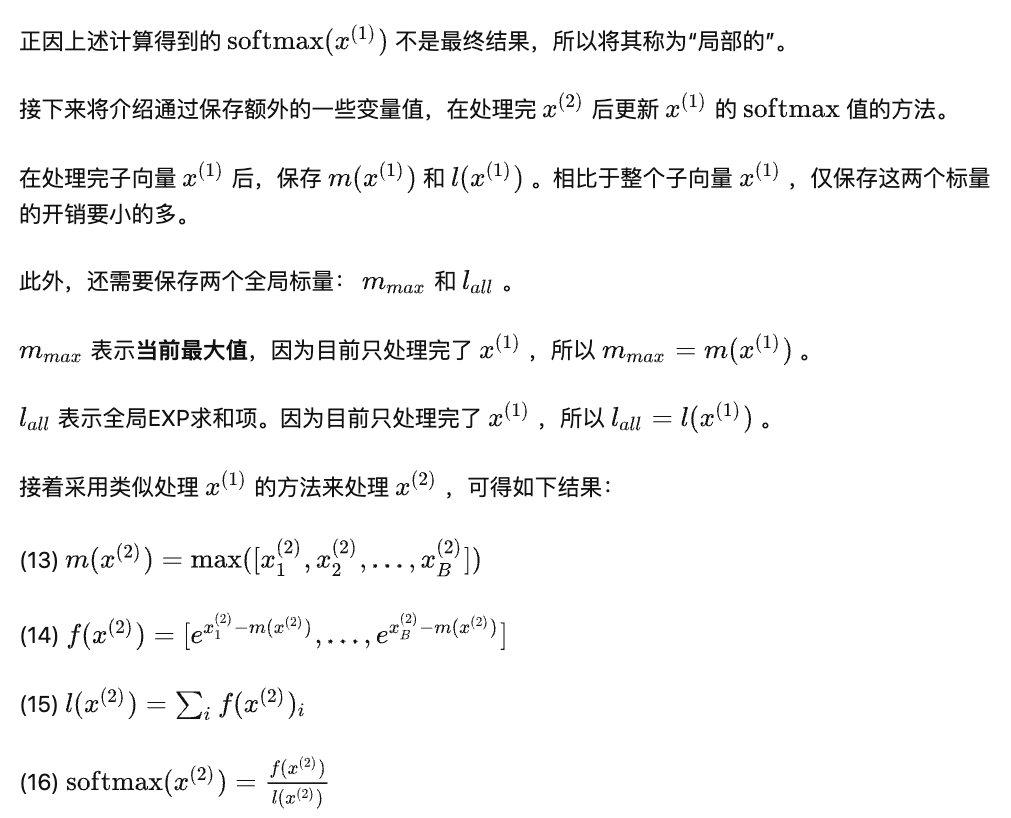 正因上述计算得到的 softmax(x^{(1)}) 不是最终结果，所以将其称为“局部的”。
接下来将介绍通过保存额外的一些变量值，在处理完 x^{(2)} 后更新 x^{(1)} 的 softmax 值的方法。
在处理完子向量 x^{(1)} 后，保存 m(x^{(1)}) 和 l(x^{(1)}) 。相比于整个子向量 x^{(1)} ，仅保存这两个标量
的开销要小的多。
此外，还需要保存两个全局标量： m_{max} 和 l_{all} 。
m_{max} 表示当前最大值，因为目前只处理完了 x^{(1)} ，所以 m_{max} = m(x^{(1)}) 。
l_{all} 表示全局EXP求和项。因为目前只处理完了 x^{(1)} ，所以 l_{all} = l(x^{(1)}) 。
接着采用类似处理 x^{(1)} 的方法来处理 x^{(2)} ，可得如下结果：
(13) m(x^{(2)}) = max([x_1^{(2)}, x_2^{(2)}, . . . , x_B^{(2)}])
(14) f(x^{(2)}) = [e^{x_1^{(2)}-m(x^{(2)})}, . . . , e^{x_B^{(2)}-m(x^{(2)})}]
(15) l(x^{(2)}) = ∑_i f(x^{(2)})_i
(16) softmax(x^{(2)}) = \frac{f(x^{(2)})}{l(x^{(2)})}